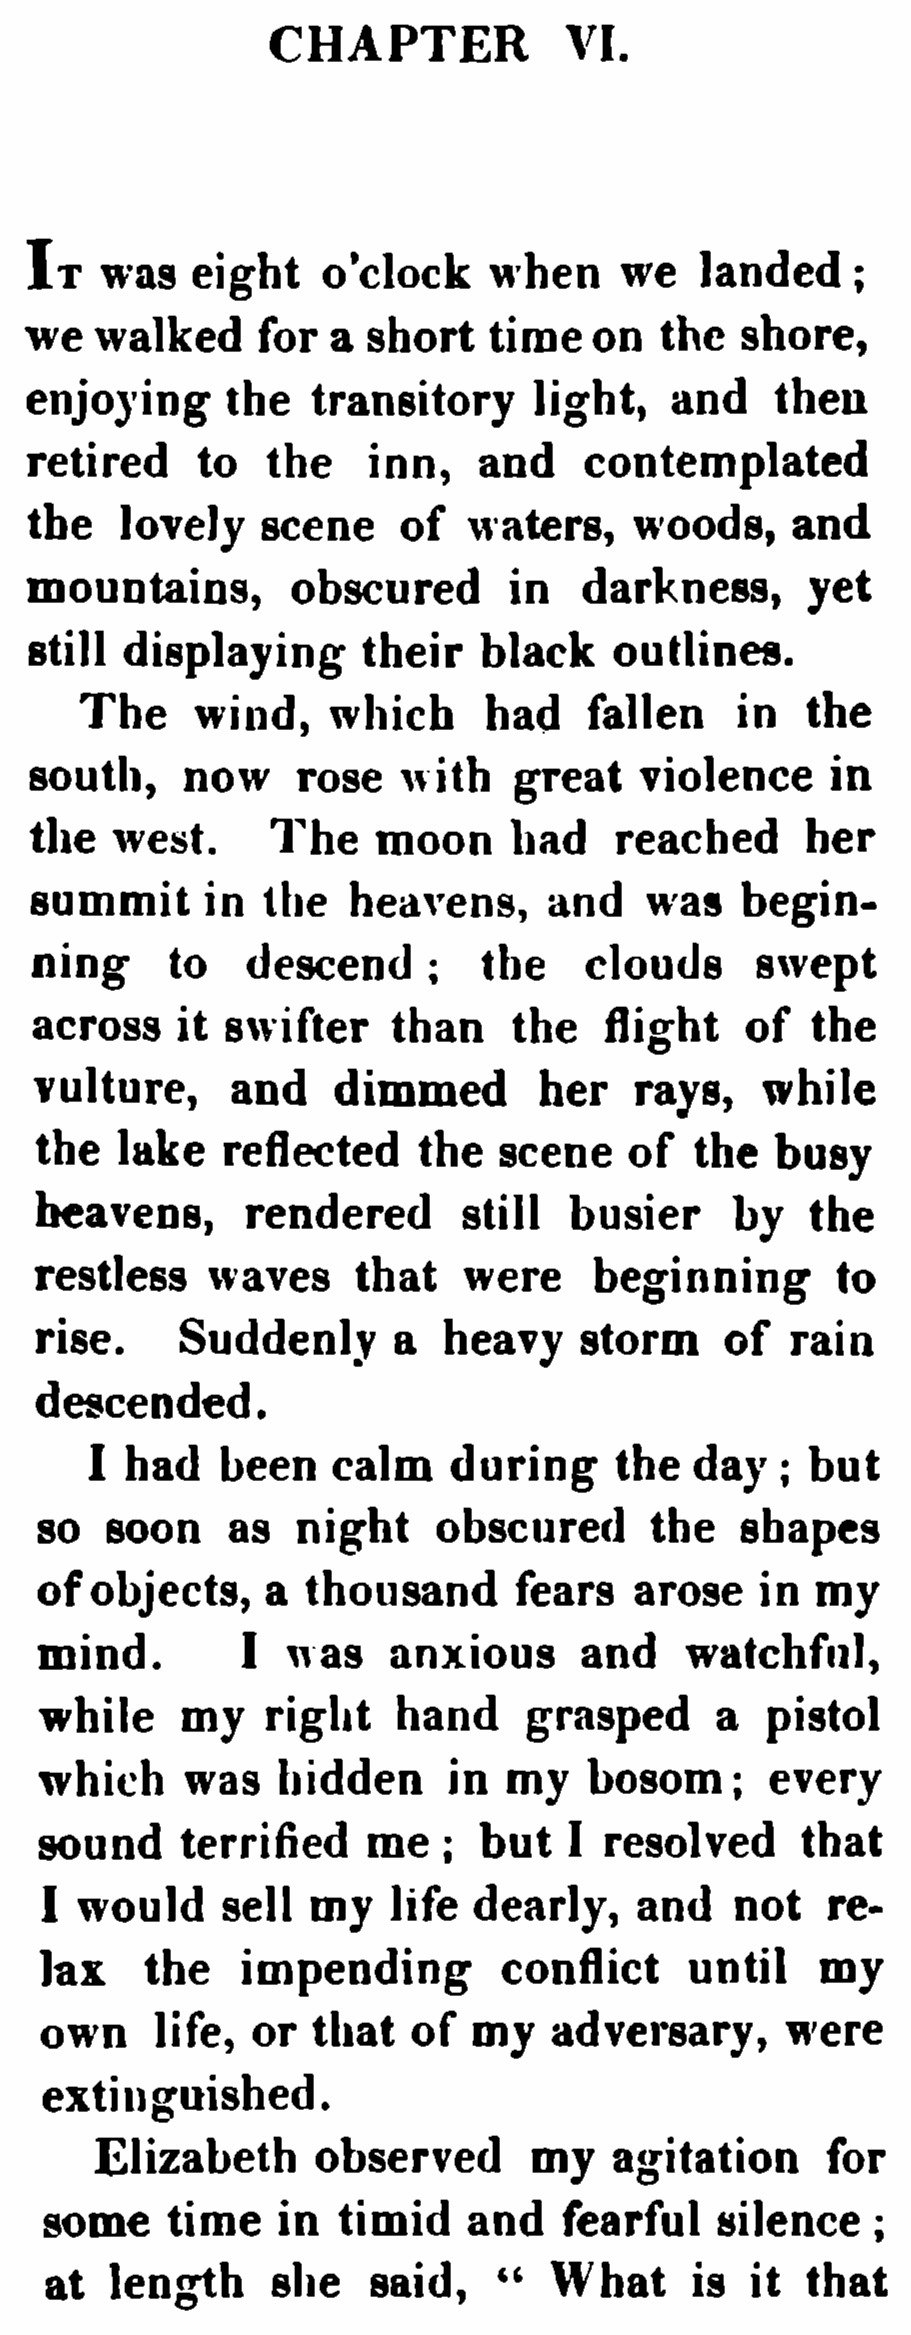 CHAPTER VI.
IT was eight o'clock when we landed;
we walked for a short time on the shore,
enjoying the transitory light, and then
retired to the inn, and contemplated
the lovely scene of waters, woods, and
mountains, obscured in darkness, yet
still displaying their black outlines.
The wind, which had fallen in the
south, now rose with great violence in
the west. The moon had reached her
summit in the heavens, and was begin-
ning to descend; the clouds swept
across it swifter than the flight of the
vulture, and dimmed her rays, while
the lake reflected the scene of the busy
heavens, rendered still busier by the
restless waves that were beginning to
rise. Suddenly a heavy storm of rain
descended.
I had been calm during the day; but
so soon as night obscured the shapes
of objects, a thousand fears arose in my
mind. I was anxious and watchful,
while my right hand grasped a pistol
which was hidden in my bosom; every
sound terrified me; but I resolved that
I would sell my life dearly, and not re-
lax the impending conflict until my
own life, or that of my adversary, were
extinguished.
Elizabeth observed my agitation for
some time in timid and fearful silence;
at length she said, “ What is it that